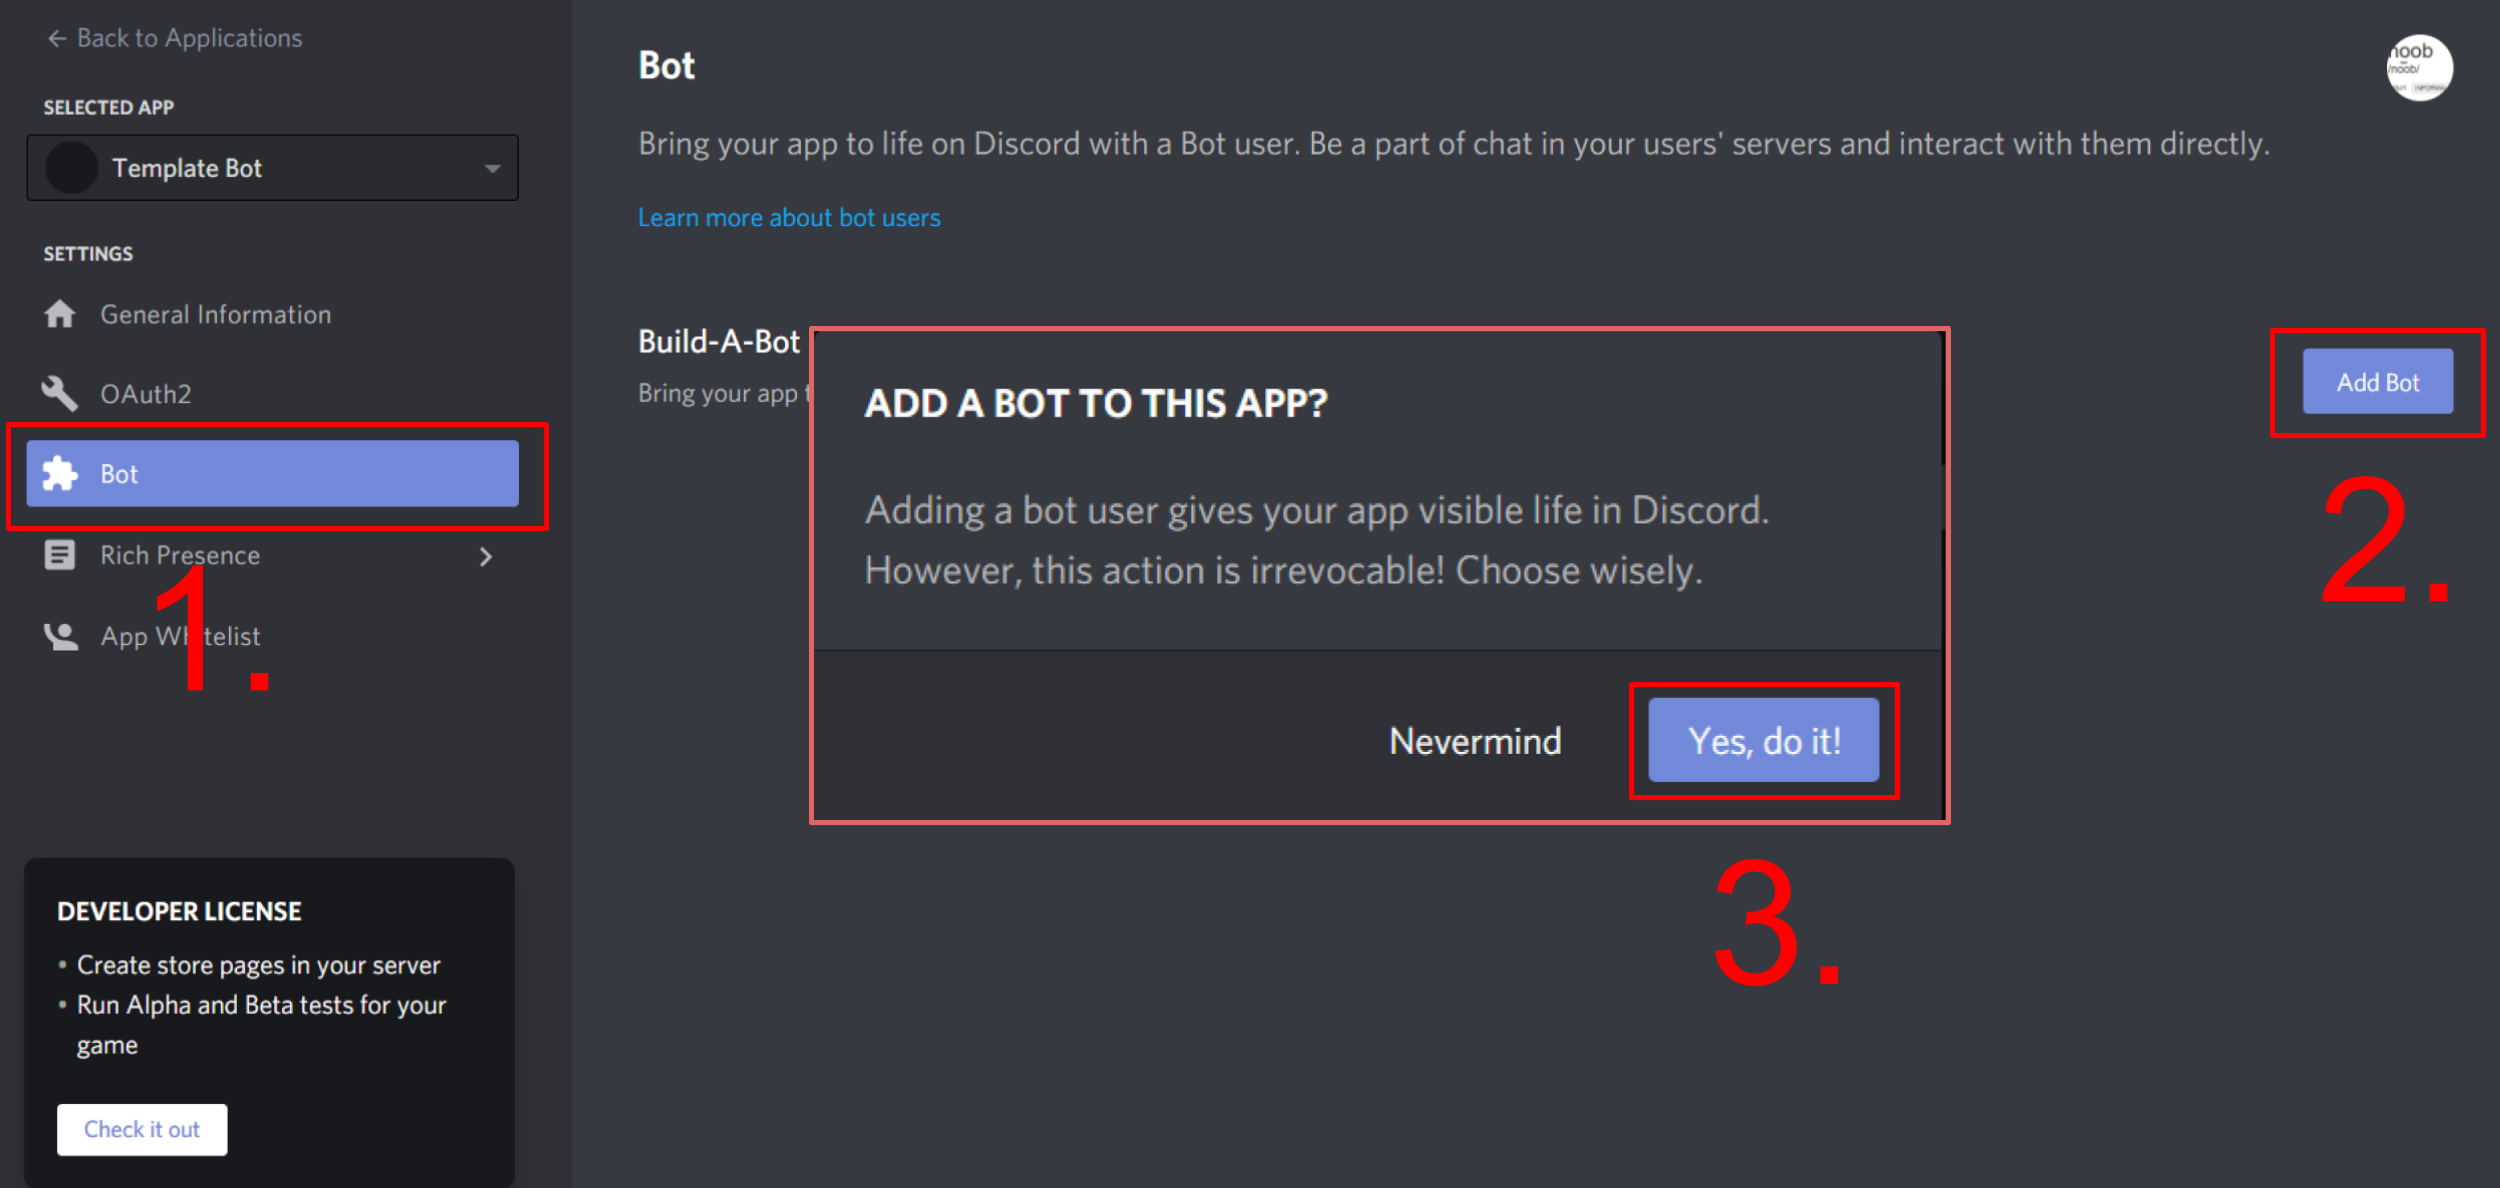 ← Back to Applications
SELECTED APP
Template Bot
SETTINGS
General Information
OAuth2
Bot
Rich Presence
1.
App Whitelist
DEVELOPER LICENSE
• Create store pages in your server
• Run Alpha and Beta tests for your
game
Check it out
Bot
noob
/noob/
Bring your app to life on Discord with a Bot user. Be a part of chat in your users' servers and interact with them directly.
Learn more about bot users
Build-A-Bot
Bring your app
Add Bot
2.
ADD A BOT TO THIS APP?
Adding a bot user gives your app visible life in Discord.
However, this action is irrevocable! Choose wisely.
Nevermind
Yes, do it!
3.